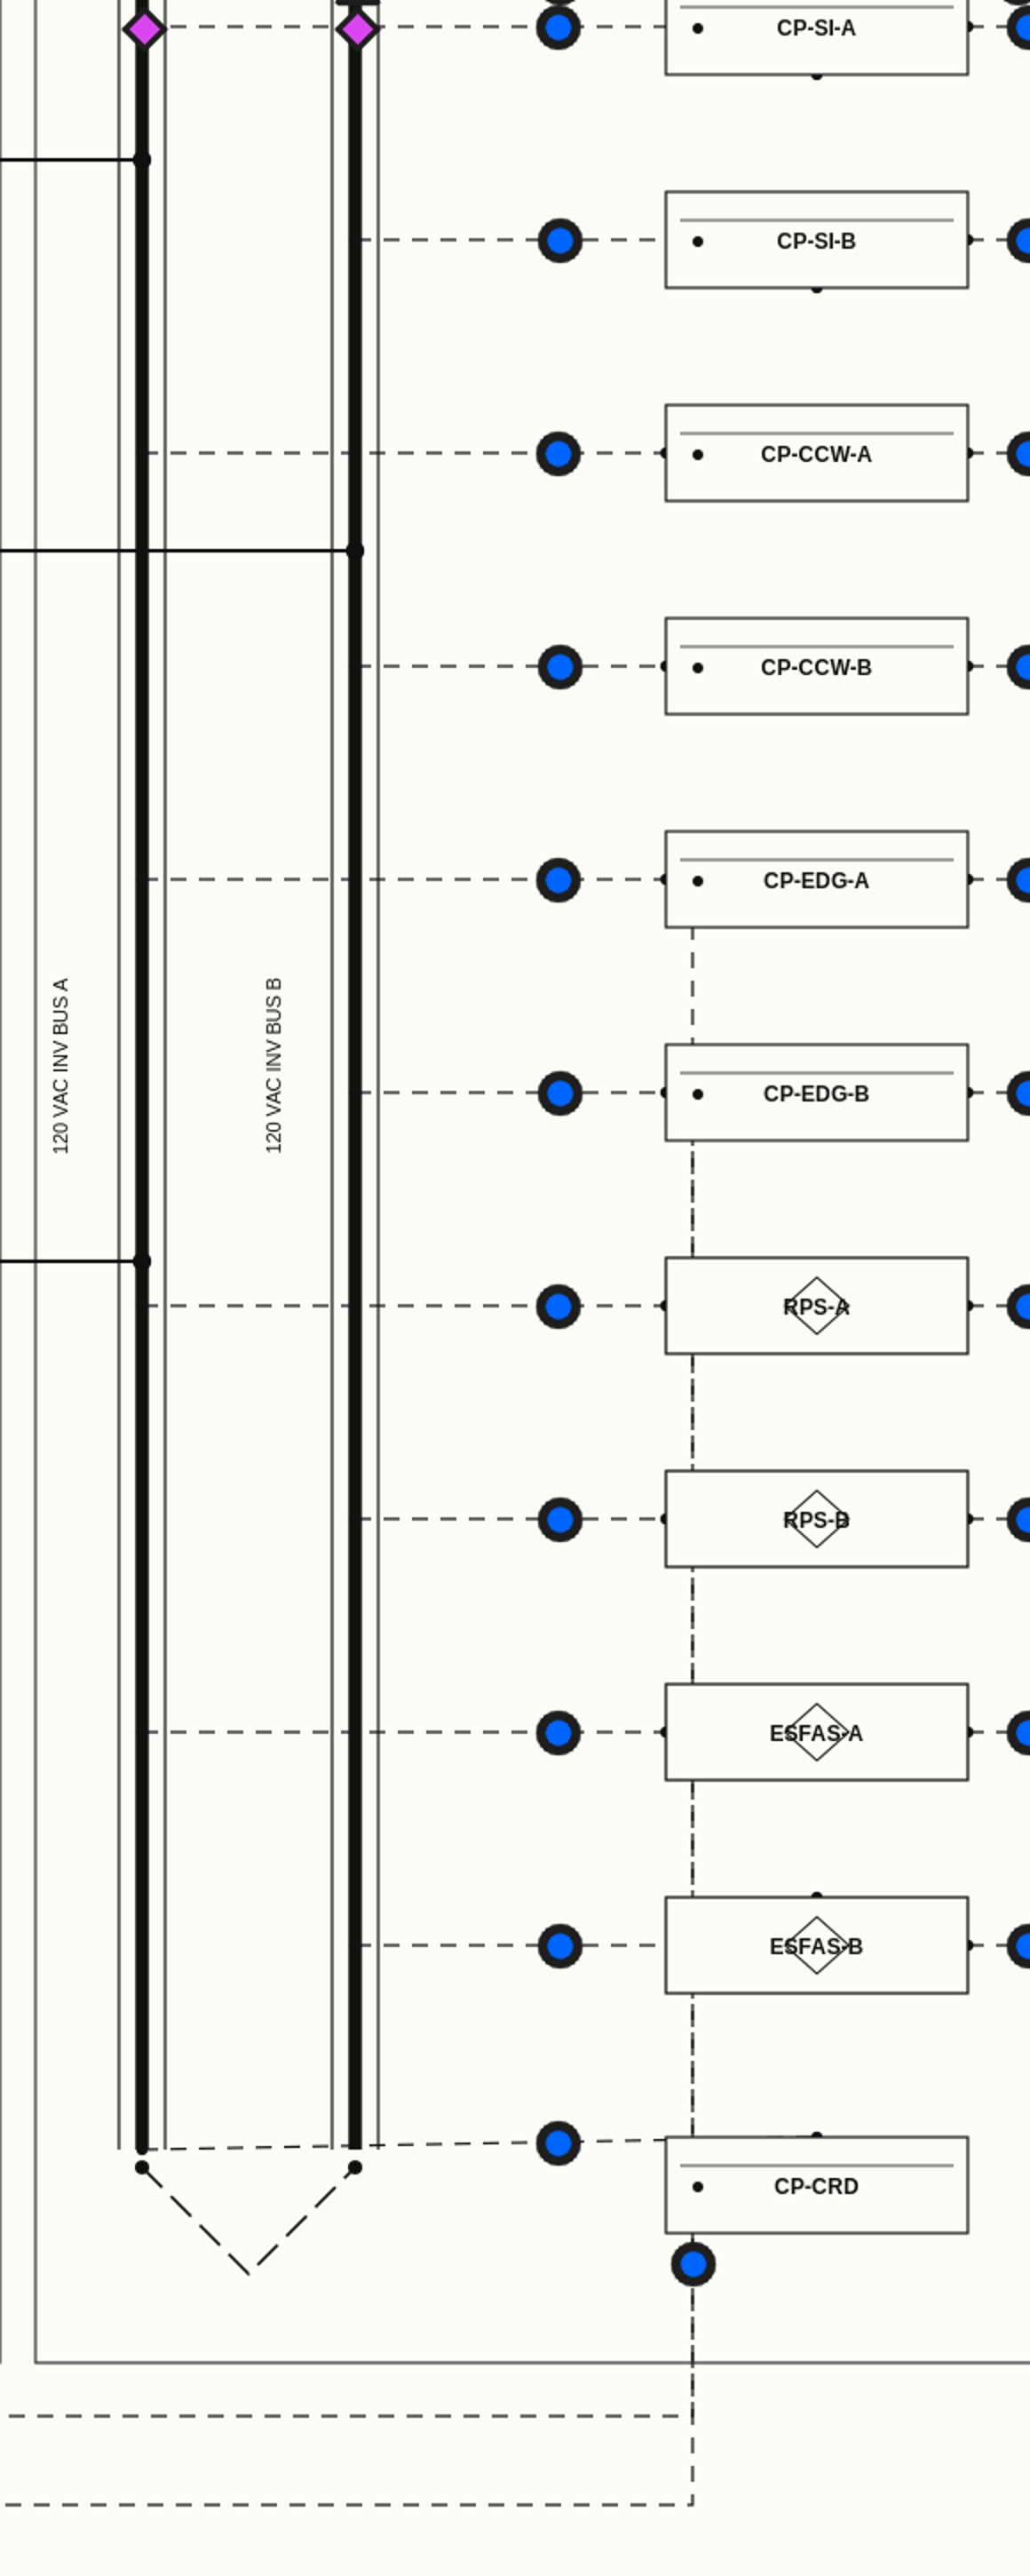 CP-SI-A
CP-SI-B
CP-CCW-A
CP-CCW-B
CP-EDG-A
120 VAC INV BUS A
120 VAC INV BUS B
CP-EDG-B
RPS-A
RPS-B
ESFAS-A
ESFAS-B
CP-CRD